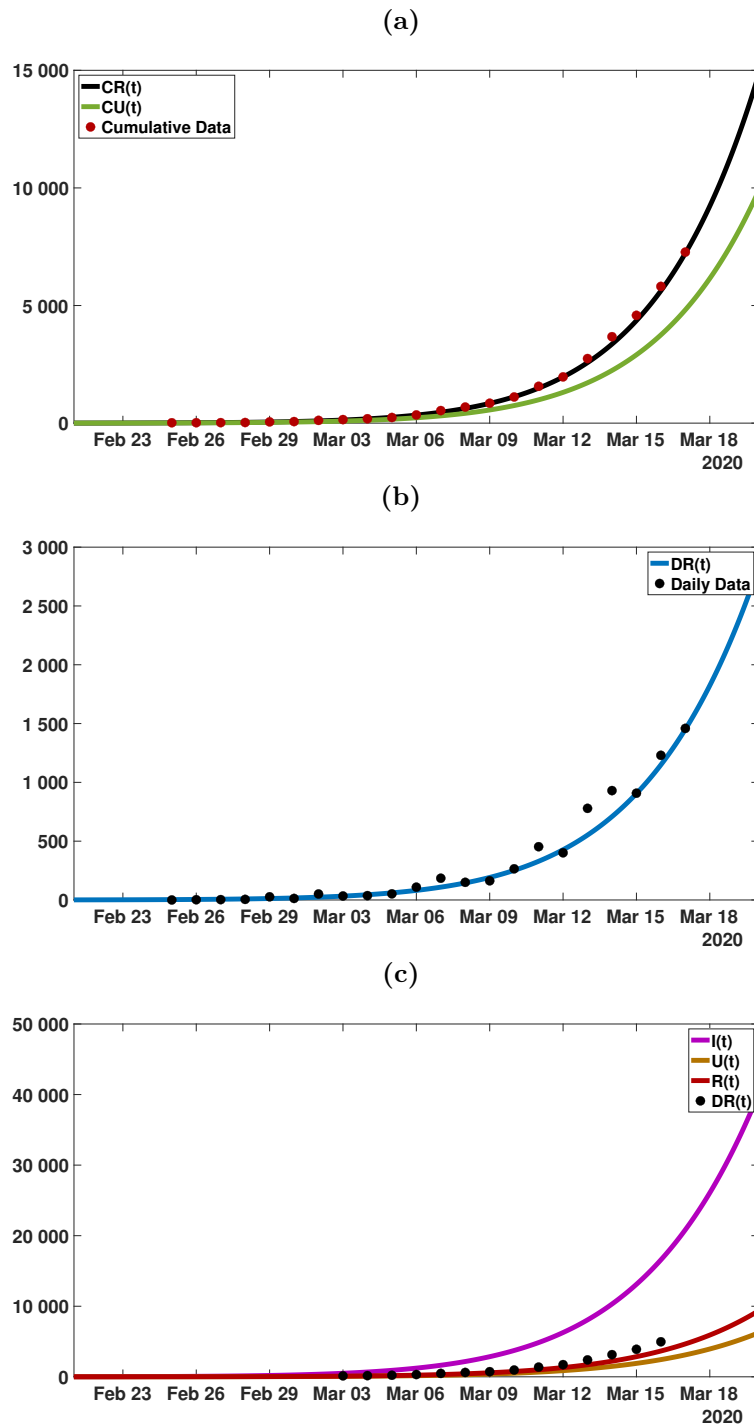 (a)
15 000
10 000
5 000
0
CR(t)
CU(t)
Cumulative Data
Feb 23 Feb 26 Feb 29 Mar 03 Mar 06 Mar 09 Mar 12 Mar 15 Mar 18
2020
(b)
3 000
2 500
2 000
1 500
1 000
500
0
DR(t)
Daily Data
Feb 23 Feb 26 Feb 29 Mar 03 Mar 06 Mar 09 Mar 12 Mar 15 Mar 18
2020
(c)
50 000
40 000
30 000
20 000
10 000
0
I(t)
U(t)
R(t)
DR(t)
Feb 23 Feb 26 Feb 29 Mar 03 Mar 06 Mar 09 Mar 12 Mar 15 Mar 18
2020